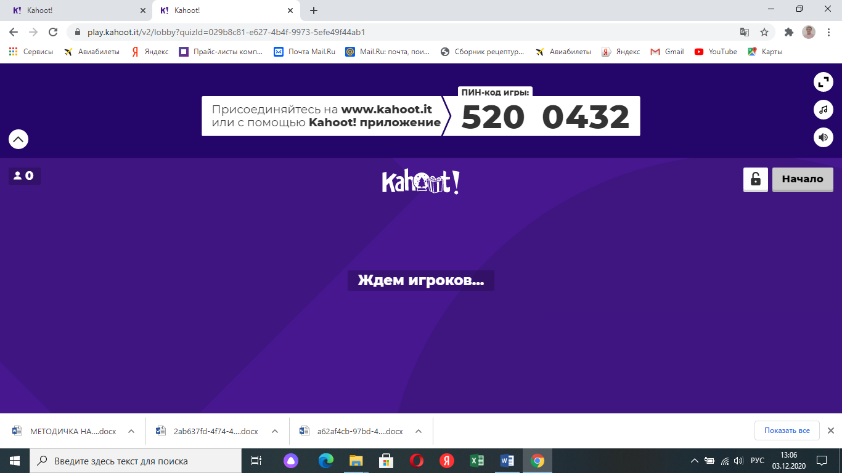 Kahoot!
Kahoot!
play.kahoot.it/v2/lobby?quizId=029b8c81-e627-4b4f-9973-5efe49f44ab1
Сервисы Авиабилеты Яндекс Прайс-листы комп... Почта Mail.Ru Mail.Ru: почта, пои... Сборник рецептур... Авиабилеты Яндекс Gmail YouTube Карты
ПИН-код игры:
Присоединяйтесь на www.kahoot.it
или с помощью Kahoot! приложение
520 0432
0
Kahoot!
Начало
Ждем игроков...
МЕТОДИЧКА НА....docx 2ab637fd-4f74-4....docx a62af4cb-97bd-4....docx Показать все
Введите здесь текст для поиска
РУС
13:06
03.12.2020